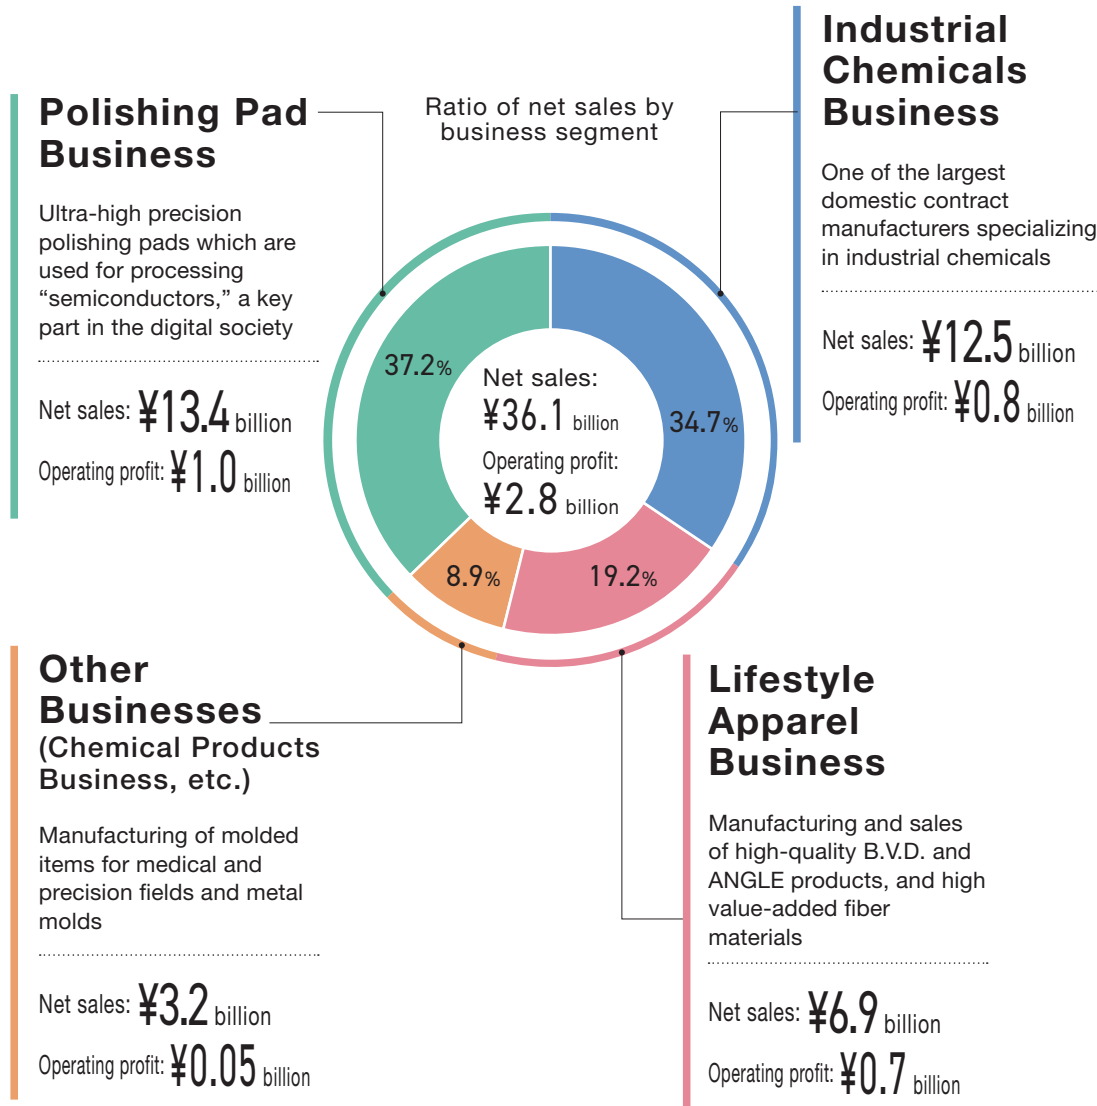 Ratio of net sales by
business segment
Polishing Pad
Business
Ultra-high precision
polishing pads which are
used for processing
“semiconductors,” a key
part in the digital society
Net sales: ¥13.4 billion
Operating profit: ¥1.0 billion
Industrial
Chemicals
Business
One of the largest
domestic contract
manufacturers specializing
in industrial chemicals
Net sales: ¥12.5 billion
Operating profit: ¥0.8 billion
37.2%
34.7%
Net sales:
¥36.1 billion
Operating profit:
¥2.8 billion
8.9%
19.2%
Other
Businesses
(Chemical Products
Business, etc.)
Manufacturing of molded
items for medical and
precision fields and metal
molds
Net sales: ¥3.2 billion
Operating profit: ¥0.05 billion
Lifestyle
Apparel
Business
Manufacturing and sales
of high-quality B.V.D. and
ANGLE products, and high
value-added fiber
materials
Net sales: ¥6.9 billion
Operating profit: ¥0.7 billion